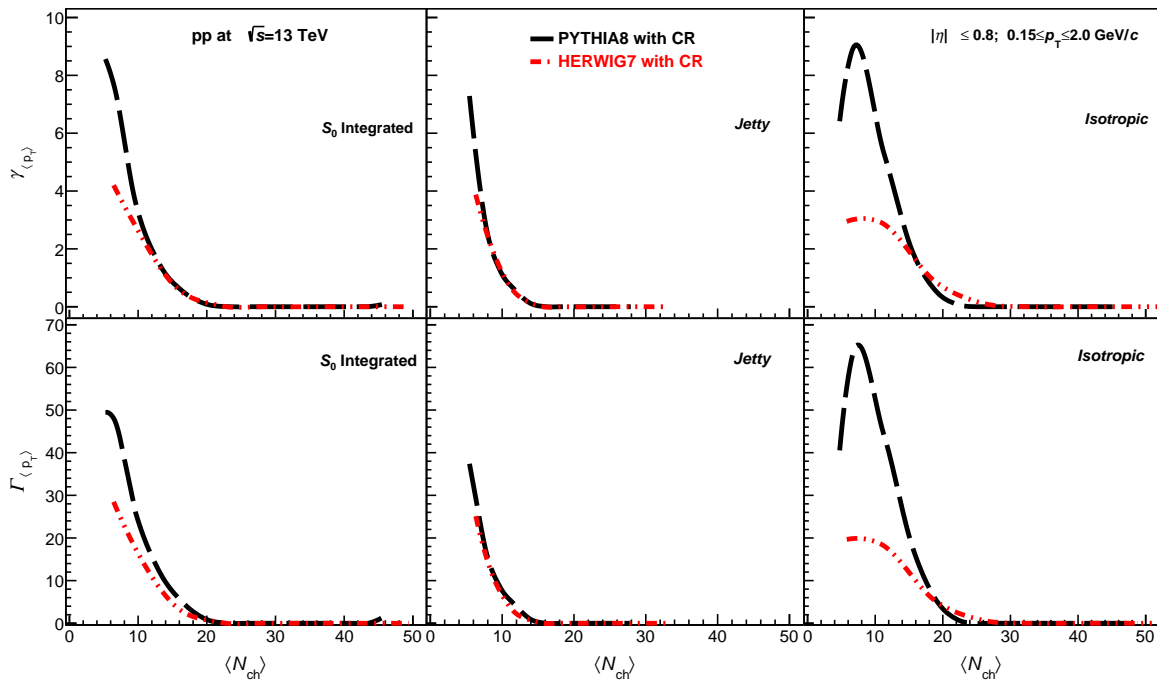 pp at √s=13 TeV
PYTHIA8 with CR
HERWIG7 with CR
|η| ≤ 0.8; 0.15≤p_T≤2.0 GeV/c
S_0 Integrated
Jetty
Isotropic
γ_⟨p_T⟩
10
8
6
4
2
0
S_0 Integrated
Jetty
Isotropic
Γ_⟨p_T⟩
70
60
50
40
30
20
10
0
0 10 20 30 40 50
0 10 20 30 40 50
0 10 20 30 40 50
⟨N_ch⟩
⟨N_ch⟩
⟨N_ch⟩